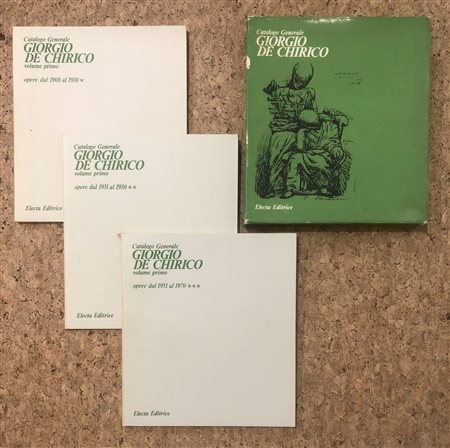 Catalogo Generale
GIORGIO
DE CHIRICO
volume primo
opere dal 1908 al 1930 *
Catalogo Generale
GIORGIO
DE CHIRICO
volume primo
opere dal 1931 al 1950 **
Catalogo Generale
GIORGIO
DE CHIRICO
volume primo
opere dal 1951 al 1970 ***
Electa Editrice
Catalogo Generale
GIORGIO
DE CHIRICO
Electa Editrice